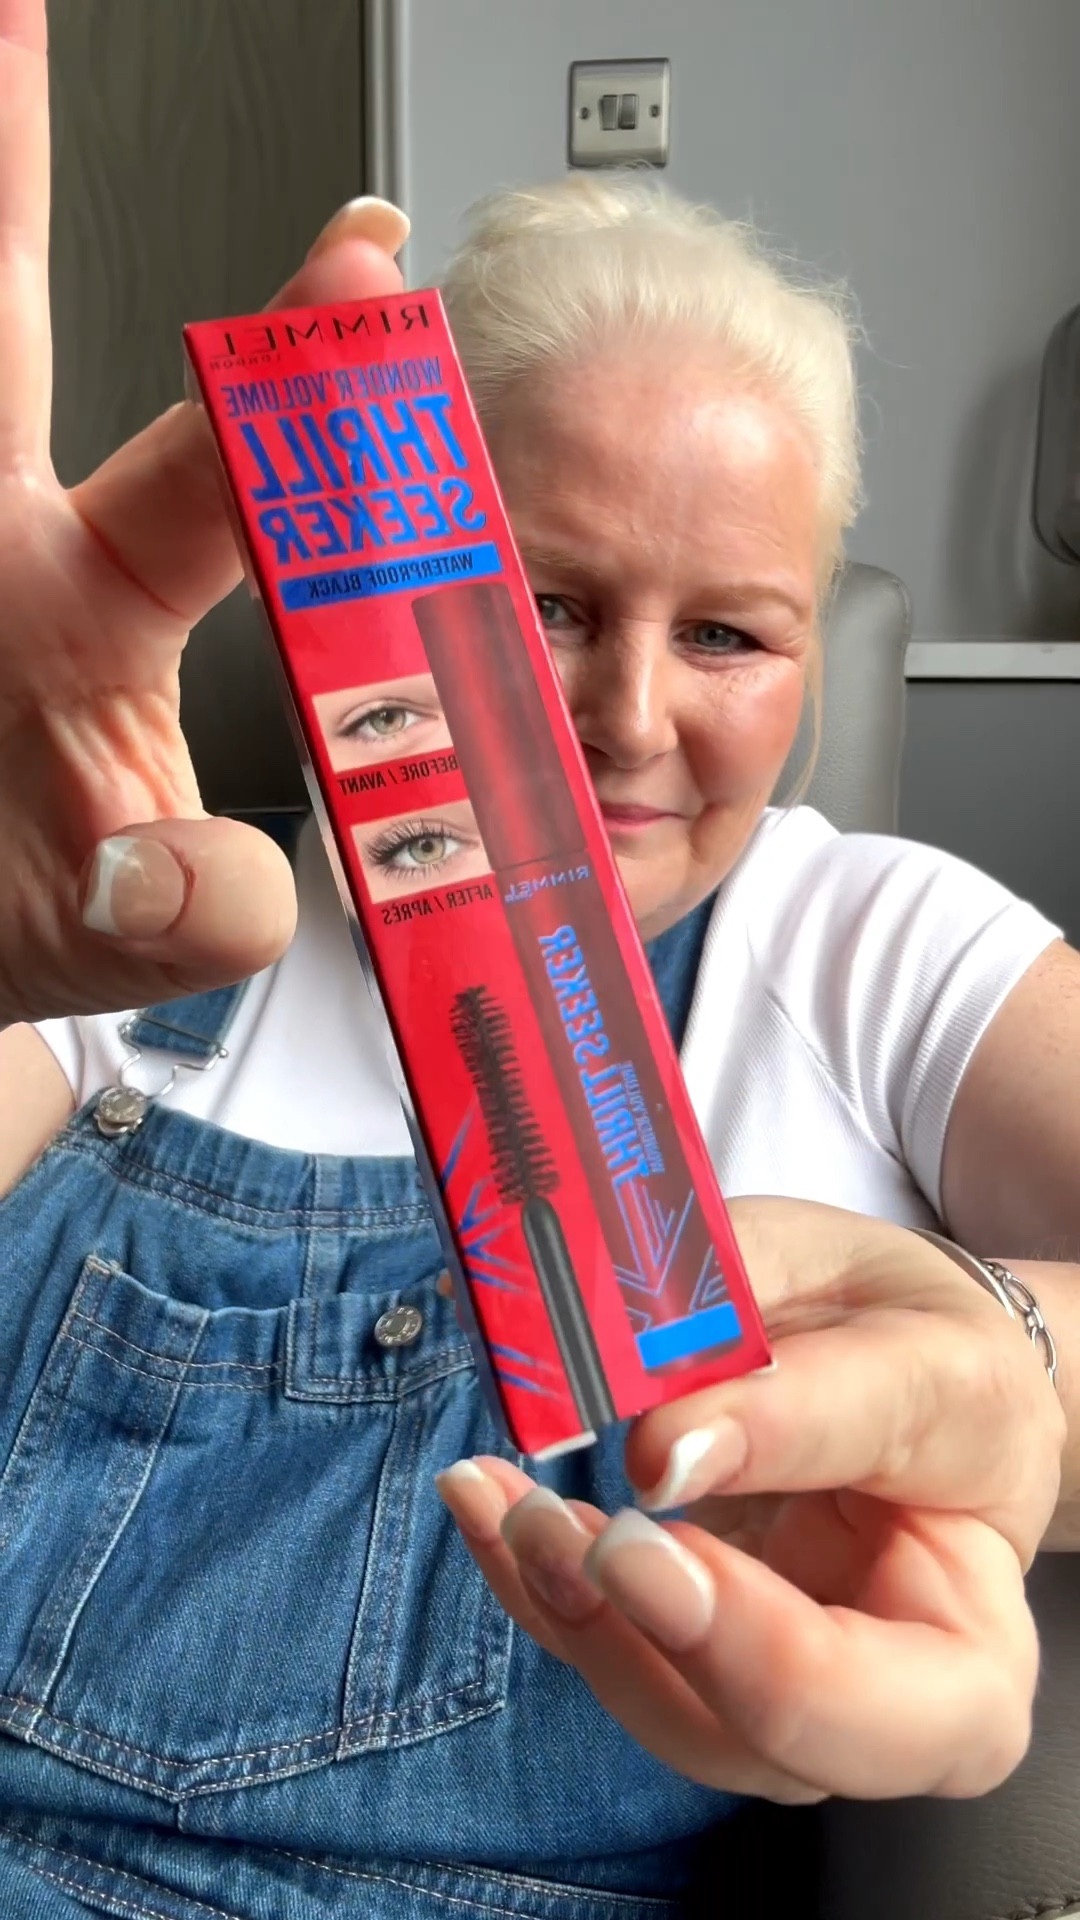 RIMMEL
LONDON
WONDER'VOLUME
THRILL
SEEKER
WATERPROOF BLACK
BEFORE / AVANT
AFTER / APRÈS
RIMMEL
THRILL SEEKER